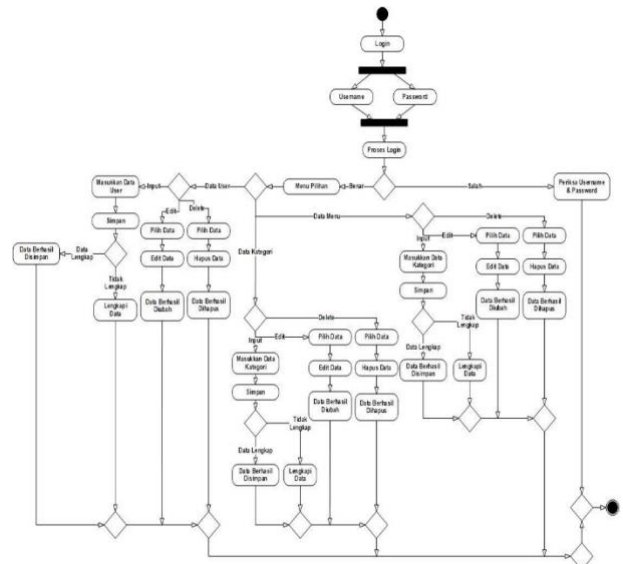 Login
Username
Password
Proses Login
Masukkan Data
User
Input
Data User
Menu Pilihan
Benar
Salah
Periksa Username
& Password
Simpan
Edit
Delete
Pilih Data
Pilih Data
Data Berhasil
Disimpan
Data
Lengkap
Edit Data
Hapus Data
Tidak
Lengkap
Lengkapi
Data
Data Berhasil
Diubah
Data Berhasil
Dihapus
Data Kategori
Data Menu
Delete
Input
Edit
Pilih Data
Pilih Data
Masukkan Data
Kategori
Edit Data
Hapus Data
Simpan
Data Berhasil
Diubah
Data Berhasil
Dihapus
Tidak
Lengkap
Data Lengkap
Data Berhasil
Disimpan
Lengkapi
Data
Delete
Input
Edit
Pilih Data
Pilih Data
Masukkan Data
Kategori
Edit Data
Hapus Data
Simpan
Data Berhasil
Diubah
Data Berhasil
Dihapus
Tidak
Lengkap
Data Lengkap
Data Berhasil
Disimpan
Lengkapi
Data